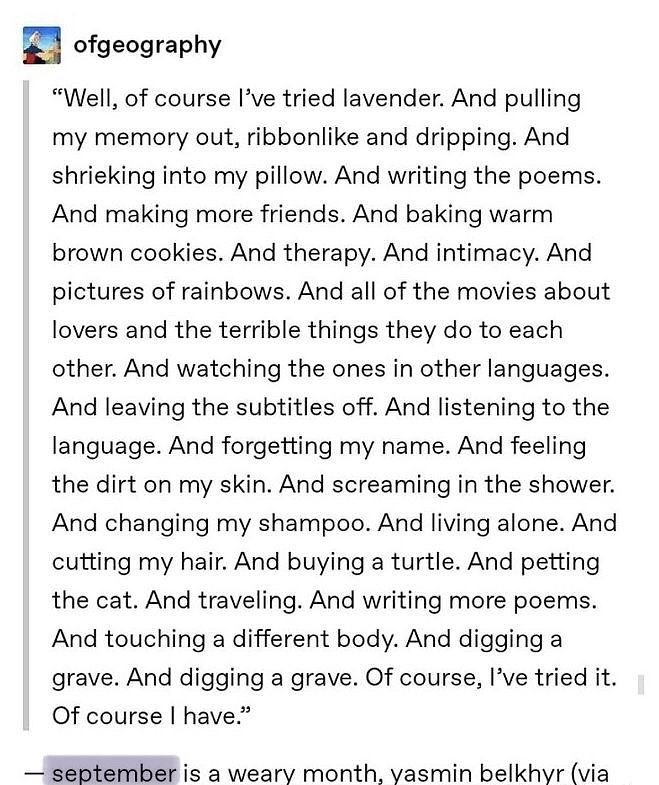 ofgeography
“Well, of course I’ve tried lavender. And pulling
my memory out, ribbonlike and dripping. And
shrieking into my pillow. And writing the poems.
And making more friends. And baking warm
brown cookies. And therapy. And intimacy. And
pictures of rainbows. And all of the movies about
lovers and the terrible things they do to each
other. And watching the ones in other languages.
And leaving the subtitles off. And listening to the
language. And forgetting my name. And feeling
the dirt on my skin. And screaming in the shower.
And changing my shampoo. And living alone. And
cutting my hair. And buying a turtle. And petting
the cat. And traveling. And writing more poems.
And touching a different body. And digging a
grave. And digging a grave. Of course, I’ve tried it.
Of course I have.”
— september is a weary month, yasmin belkhyr (via